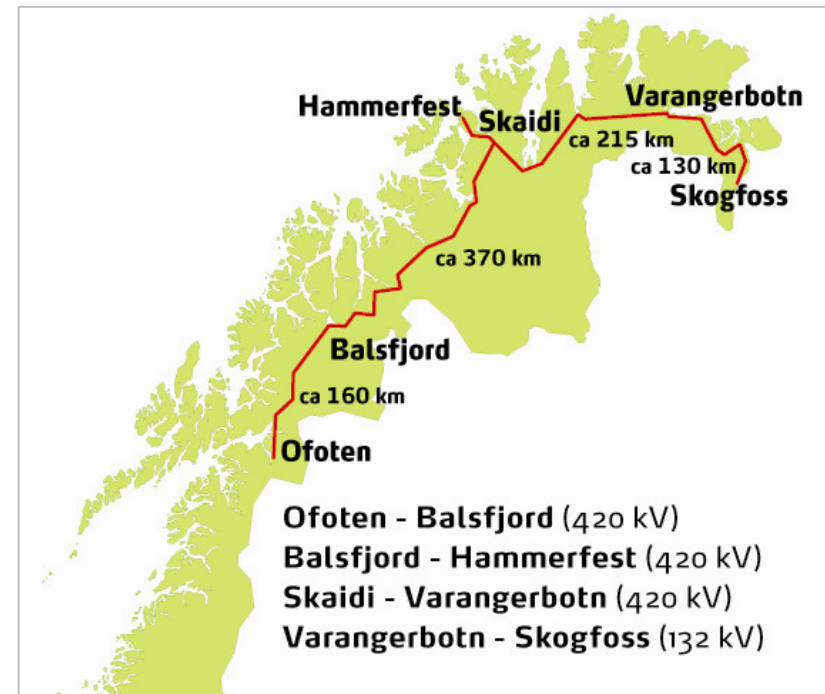 Hammerfest
Skaidi
Varangerbotn
ca 215 km
ca 130 km
Skogfoss
ca 370 km
Balsfjord
ca 160 km
Ofoten
Ofoten - Balsfjord (420 kV)
Balsfjord - Hammerfest (420 kV)
Skaidi - Varangerbotn (420 kV)
Varangerbotn - Skogfoss (132 kV)